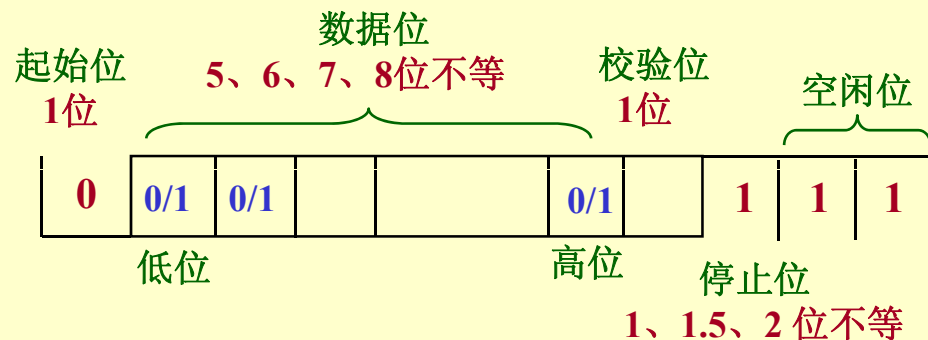 数据位
5、6、7、8位不等
起始位
1位
校验位
1位
空闲位
0 0/1 0/1 0/1 1 1 1
低位
高位
停止位
1、1.5、2 位不等